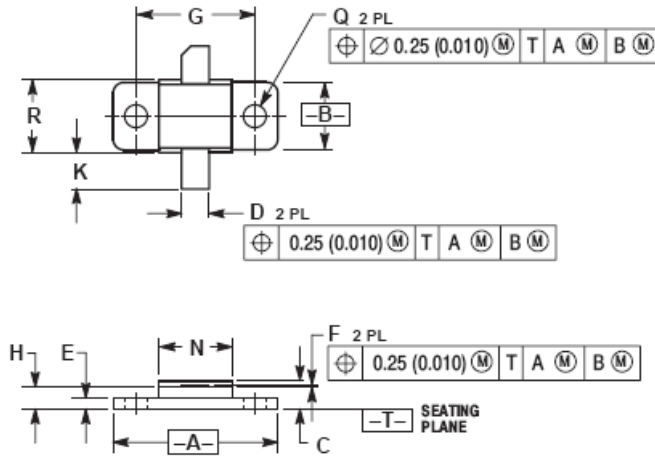 G
Q 2 PL
⌖ ∅ 0.25 (0.010) Ⓜ T A Ⓜ B Ⓜ
R
–B–
K
D 2 PL
⌖ 0.25 (0.010) Ⓜ T A Ⓜ B Ⓜ
H
E
N
F 2 PL
⌖ 0.25 (0.010) Ⓜ T A Ⓜ B Ⓜ
–T– SEATING
PLANE
–A–
C